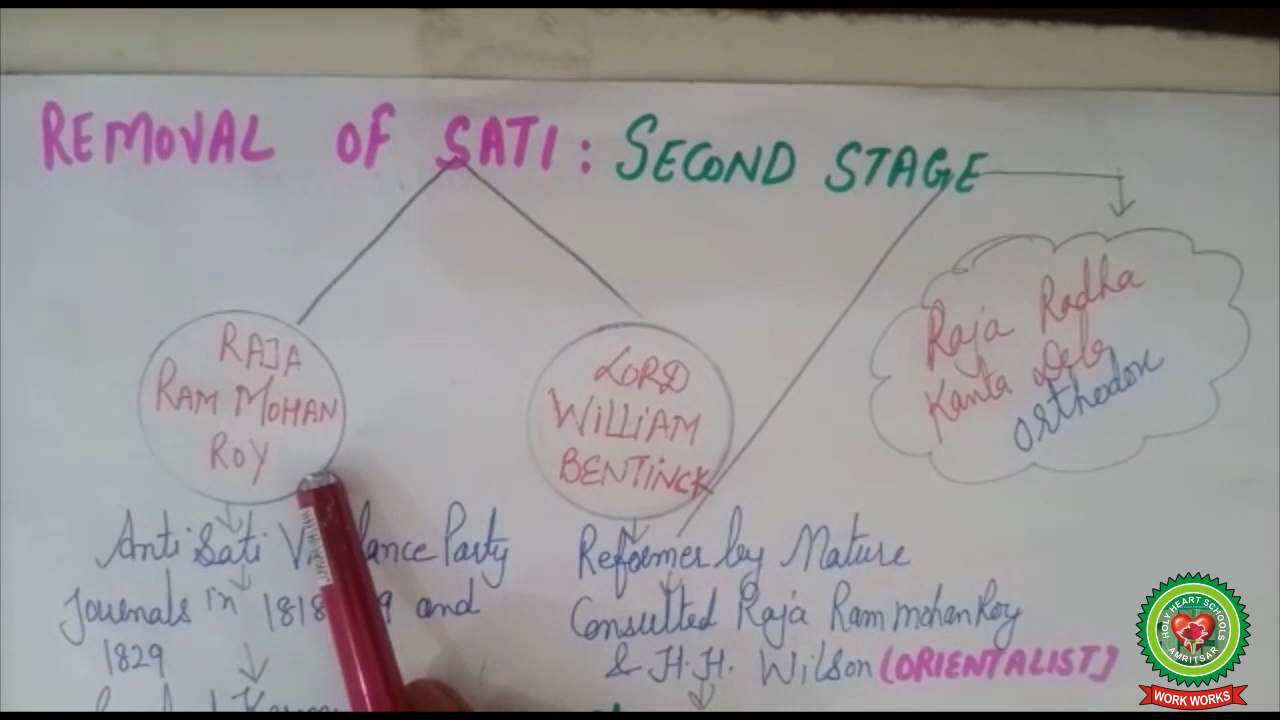 REMOVAL OF SATI : SECOND STAGE
RAJA
RAM MOHAN
ROY
LORD
WILLIAM
BENTINCK
Raja Radha
Kanta Deb
Orthodox
Anti Sati Party
Journals in 1818 and
1829
Reformer by Nature
Consulted Raja Ram mohan Roy
& H.H. Wilson (ORIENTALIST)
HOLY HEART SCHOOLS
AMRITSAR
WORK WORKS